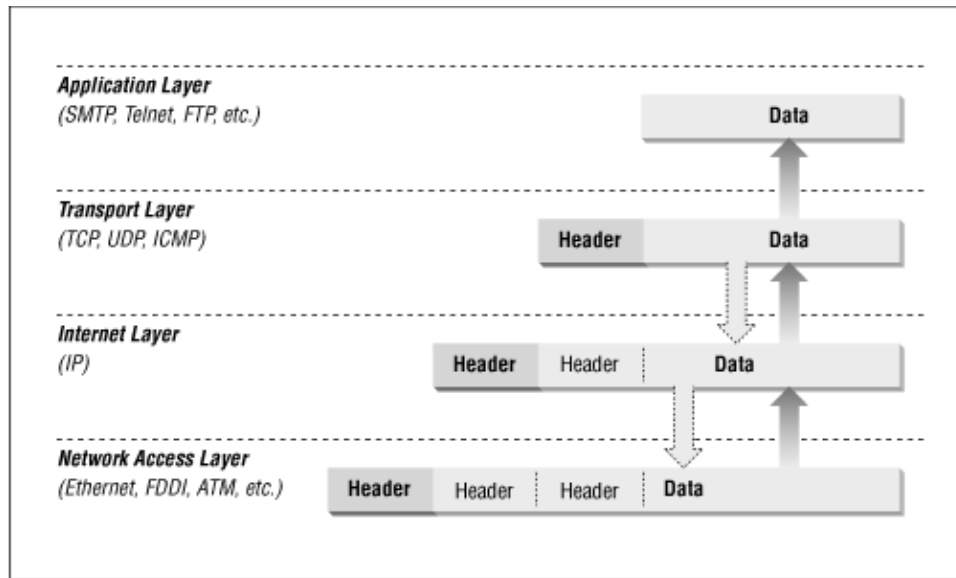 Application Layer
(SMTP, Telnet, FTP, etc.)
Data
Transport Layer
(TCP, UDP, ICMP)
Header Data
Internet Layer
(IP)
Header Header Data
Network Access Layer
(Ethernet, FDDI, ATM, etc.)
Header Header Header Data